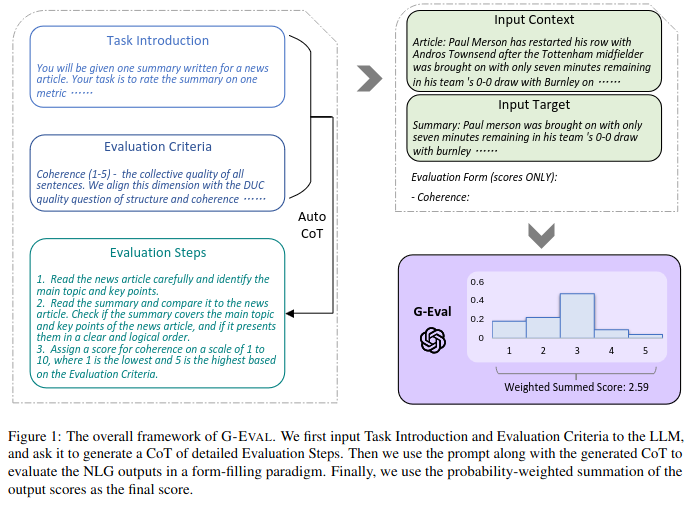 Task Introduction
You will be given one summary written for a news
article. Your task is to rate the summary on one
metric ······
Evaluation Criteria
Coherence (1-5) - the collective quality of all
sentences. We align this dimension with the DUC
quality question of structure and coherence ······
Auto
CoT
Evaluation Steps
1. Read the news article carefully and identify the
main topic and key points.
2. Read the summary and compare it to the news
article. Check if the summary covers the main topic
and key points of the news article, and if it presents
them in a clear and logical order.
3. Assign a score for coherence on a scale of 1 to
10, where 1 is the lowest and 5 is the highest based
on the Evaluation Criteria.
Input Context
Article: Paul Merson has restarted his row with
Andros Townsend after the Tottenham midfielder
was brought on with only seven minutes remaining
in his team 's 0-0 draw with Burnley on ······
Input Target
Summary: Paul merson was brought on with only
seven minutes remaining in his team 's 0-0 draw
with burnley ······
Evaluation Form (scores ONLY):
- Coherence:
G-Eval
0.6
0.4
0.2
0
1 2 3 4 5
Weighted Summed Score: 2.59
Figure 1: The overall framework of G-EVAL. We first input Task Introduction and Evaluation Criteria to the LLM,
and ask it to generate a CoT of detailed Evaluation Steps. Then we use the prompt along with the generated CoT to
evaluate the NLG outputs in a form-filling paradigm. Finally, we use the probability-weighted summation of the
output scores as the final score.